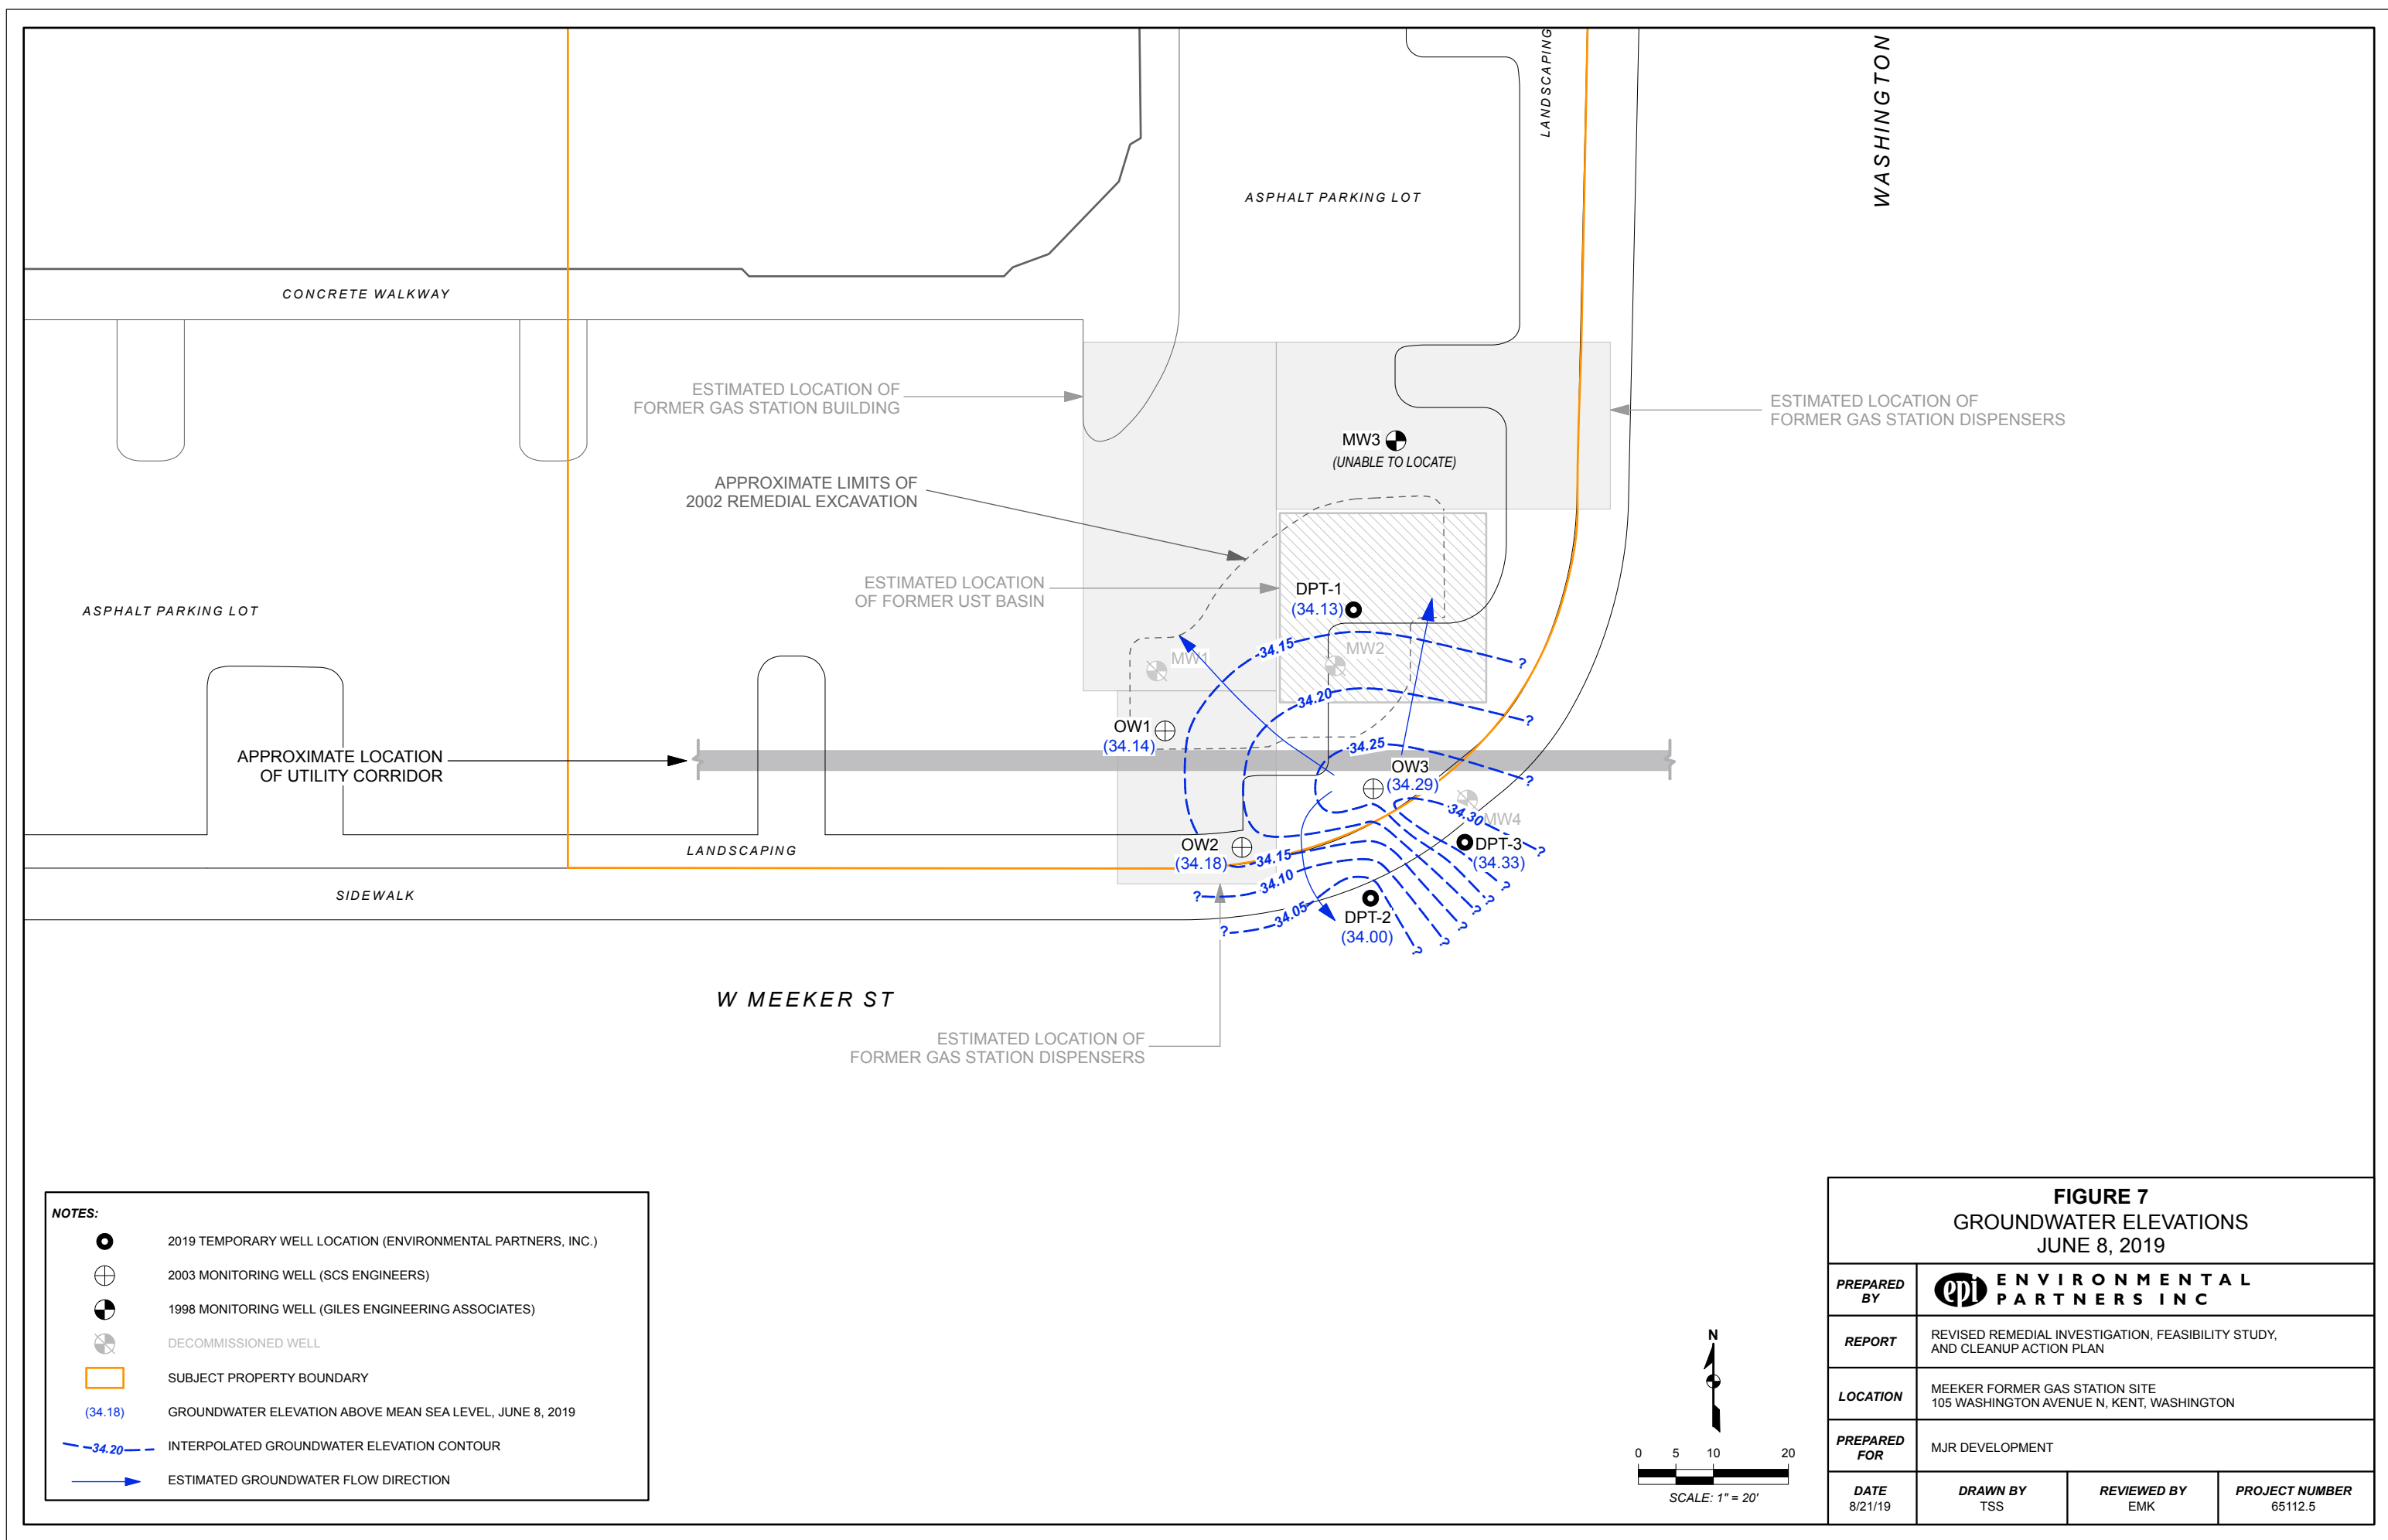 LANDSCAPING
WASHINGTON
ASPHALT PARKING LOT
CONCRETE WALKWAY
ESTIMATED LOCATION OF
FORMER GAS STATION BUILDING
ESTIMATED LOCATION OF
FORMER GAS STATION DISPENSERS
MW3
(UNABLE TO LOCATE)
APPROXIMATE LIMITS OF
2002 REMEDIAL EXCAVATION
ESTIMATED LOCATION
OF FORMER UST BASIN
DPT-1
(34.13)
ASPHALT PARKING LOT
34.15
MW2
MW1
?
34.20
?
OW1
(34.14)
34.25
APPROXIMATE LOCATION
OF UTILITY CORRIDOR
OW3
(34.29)
?
34.30
MW4
OW2
(34.18)
34.15
DPT-3
(34.33)
?
LANDSCAPING
34.10
?
?
?
?
?
?
?
SIDEWALK
34.05
?
?
DPT-2
(34.00)
W MEEKER ST
ESTIMATED LOCATION OF
FORMER GAS STATION DISPENSERS
NOTES:
2019 TEMPORARY WELL LOCATION (ENVIRONMENTAL PARTNERS, INC.)
2003 MONITORING WELL (SCS ENGINEERS)
1998 MONITORING WELL (GILES ENGINEERING ASSOCIATES)
DECOMMISSIONED WELL
SUBJECT PROPERTY BOUNDARY
(34.18) GROUNDWATER ELEVATION ABOVE MEAN SEA LEVEL, JUNE 8, 2019
34.20 INTERPOLATED GROUNDWATER ELEVATION CONTOUR
ESTIMATED GROUNDWATER FLOW DIRECTION
N
0 5 10 20
SCALE: 1" = 20'
FIGURE 7
GROUNDWATER ELEVATIONS
JUNE 8, 2019
PREPARED
BY
epi ENVIRONMENTAL
PARTNERS INC
REPORT
REVISED REMEDIAL INVESTIGATION, FEASIBILITY STUDY,
AND CLEANUP ACTION PLAN
LOCATION
MEEKER FORMER GAS STATION SITE
105 WASHINGTON AVENUE N, KENT, WASHINGTON
PREPARED
FOR
MJR DEVELOPMENT
DATE
8/21/19
DRAWN BY
TSS
REVIEWED BY
EMK
PROJECT NUMBER
65112.5